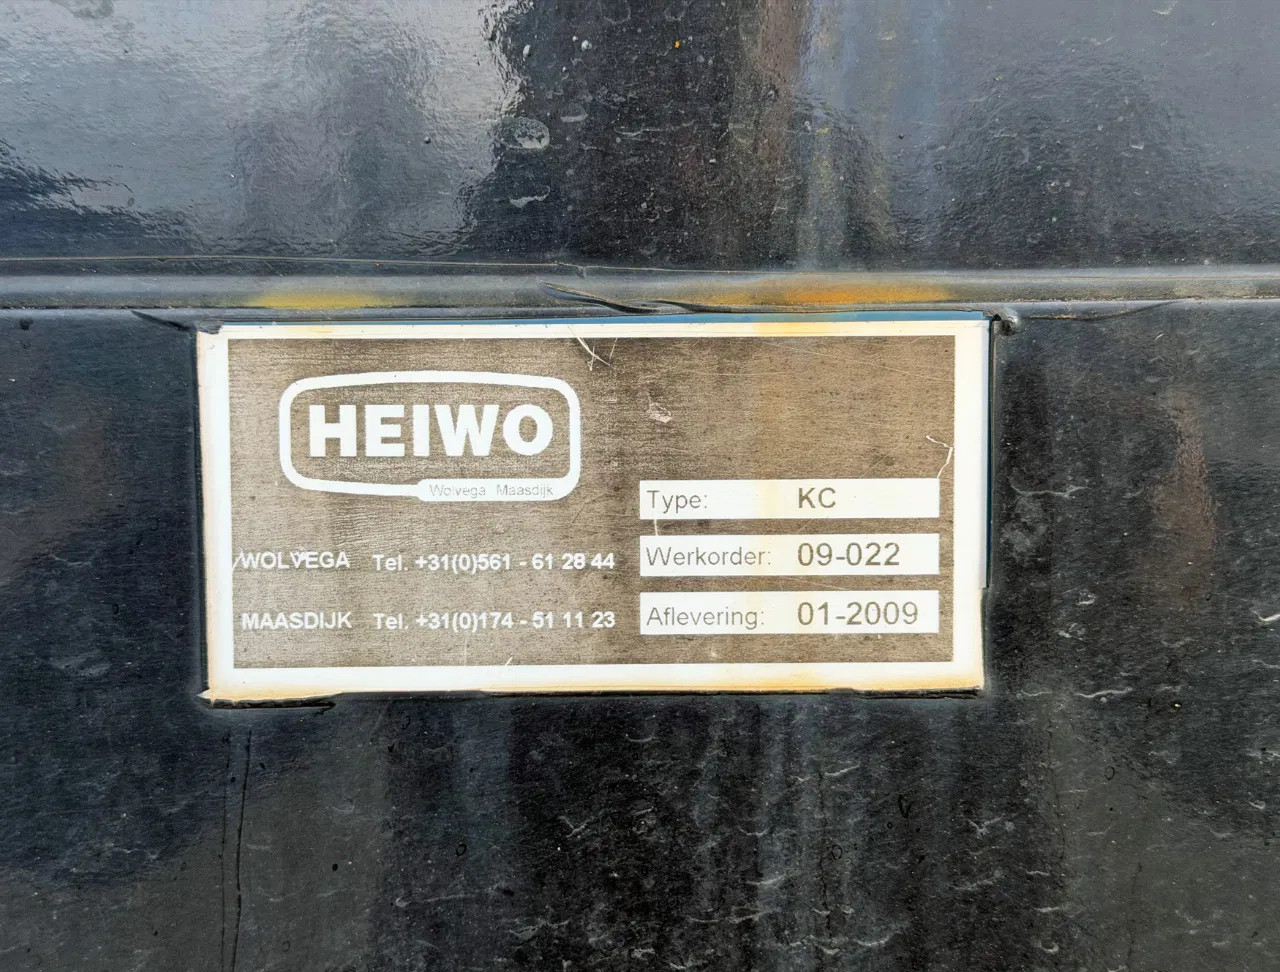 HEIWO
Wolvega Maasdijk
Type: KC
WOLVEGA Tel. +31(0)561 - 61 28 44
Werkorder: 09-022
MAASDIJK Tel. +31(0)174 - 51 11 23
Aflevering: 01-2009